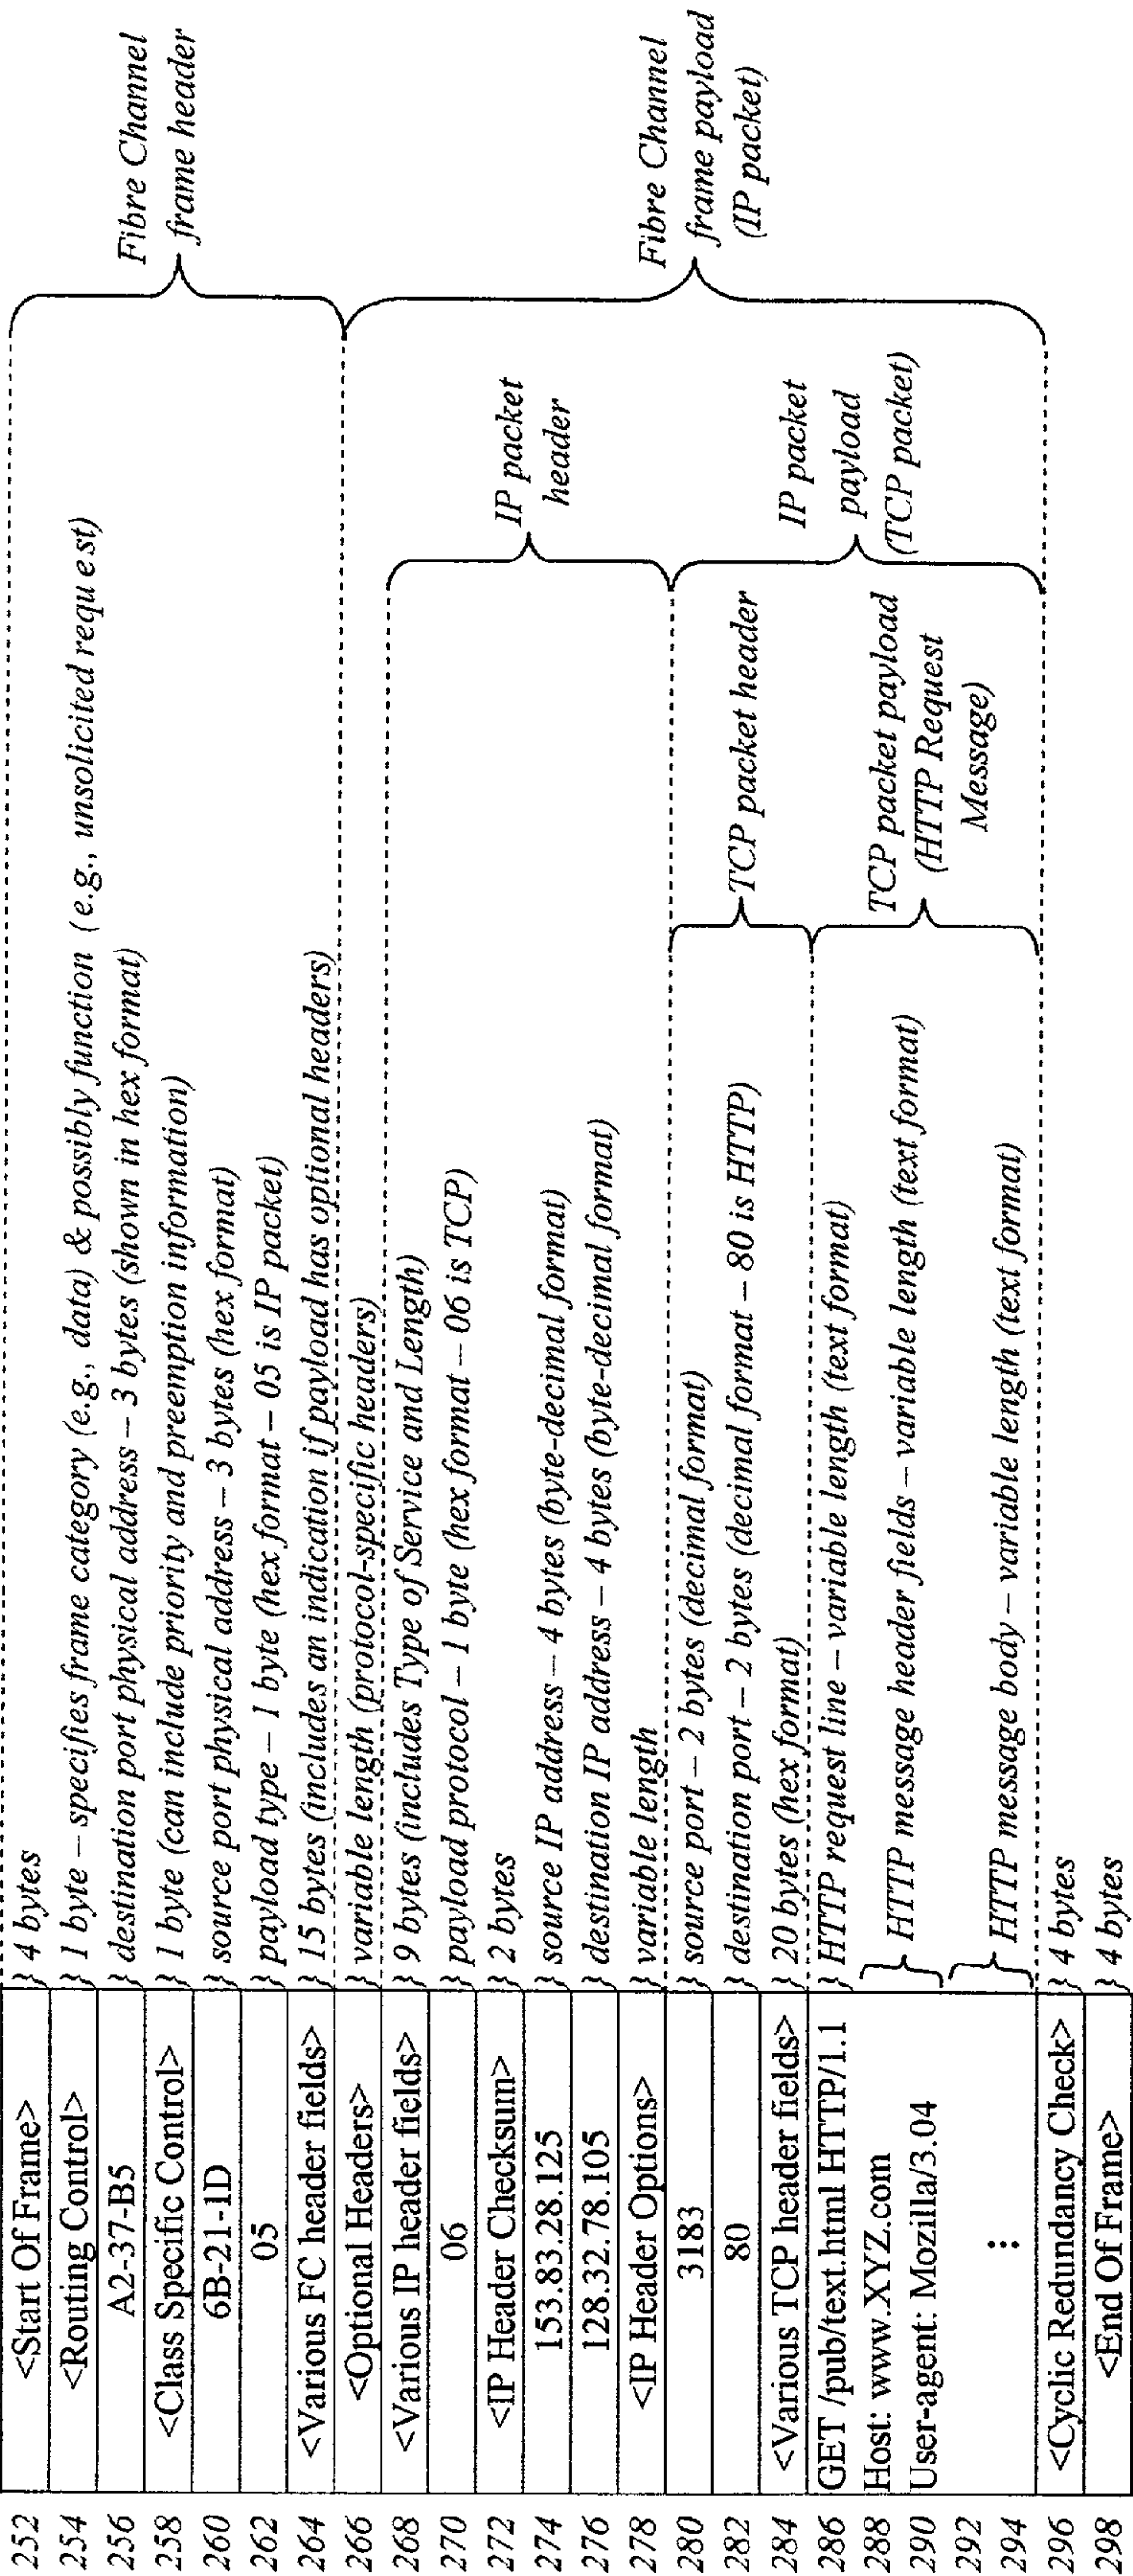 252 <Start Of Frame> } 4 bytes
254 <Routing Control> } 1 byte – specifies frame category (e.g., data) & possibly function (e.g., unsolicited request)
256 A2-37-B5 } destination port physical address – 3 bytes (shown in hex format)
258 <Class Specific Control> } 1 byte (can include priority and preemption information)
260 6B-21-1D } source port physical address – 3 bytes (hex format)
262 05 } payload type – 1 byte (hex format – 05 is IP packet)
264 <Various FC header fields> } 15 bytes (includes an indication if payload has optional headers)
Fibre Channel
frame header
266 <Optional Headers> } variable length (protocol-specific headers)
268 <Various IP header fields> } 9 bytes (includes Type of Service and Length)
270 06 } payload protocol – 1 byte (hex format – 06 is TCP)
272 <IP Header Checksum> } 2 bytes
274 153.83.28.125 } source IP address – 4 bytes (byte-decimal format)
276 128.32.78.105 } destination IP address – 4 bytes (byte-decimal format)
278 <IP Header Options> } variable length
IP packet
header
280 3183 } source port – 2 bytes (decimal format)
282 80 } destination port – 2 bytes (decimal format – 80 is HTTP)
284 <Various TCP header fields> } 20 bytes (hex format)
TCP packet header
286 GET /pub/text.html HTTP/1.1 } HTTP request line – variable length (text format)
288 Host: www.XYZ.com
290 User-agent: Mozilla/3.04
HTTP message header fields – variable length (text format)
292
294
⋮
HTTP message body – variable length (text format)
TCP packet payload
(HTTP Request
Message)
IP packet
payload
(TCP packet)
Fibre Channel
frame payload
(IP packet)
296 <Cyclic Redundancy Check> } 4 bytes
298 <End Of Frame> } 4 bytes